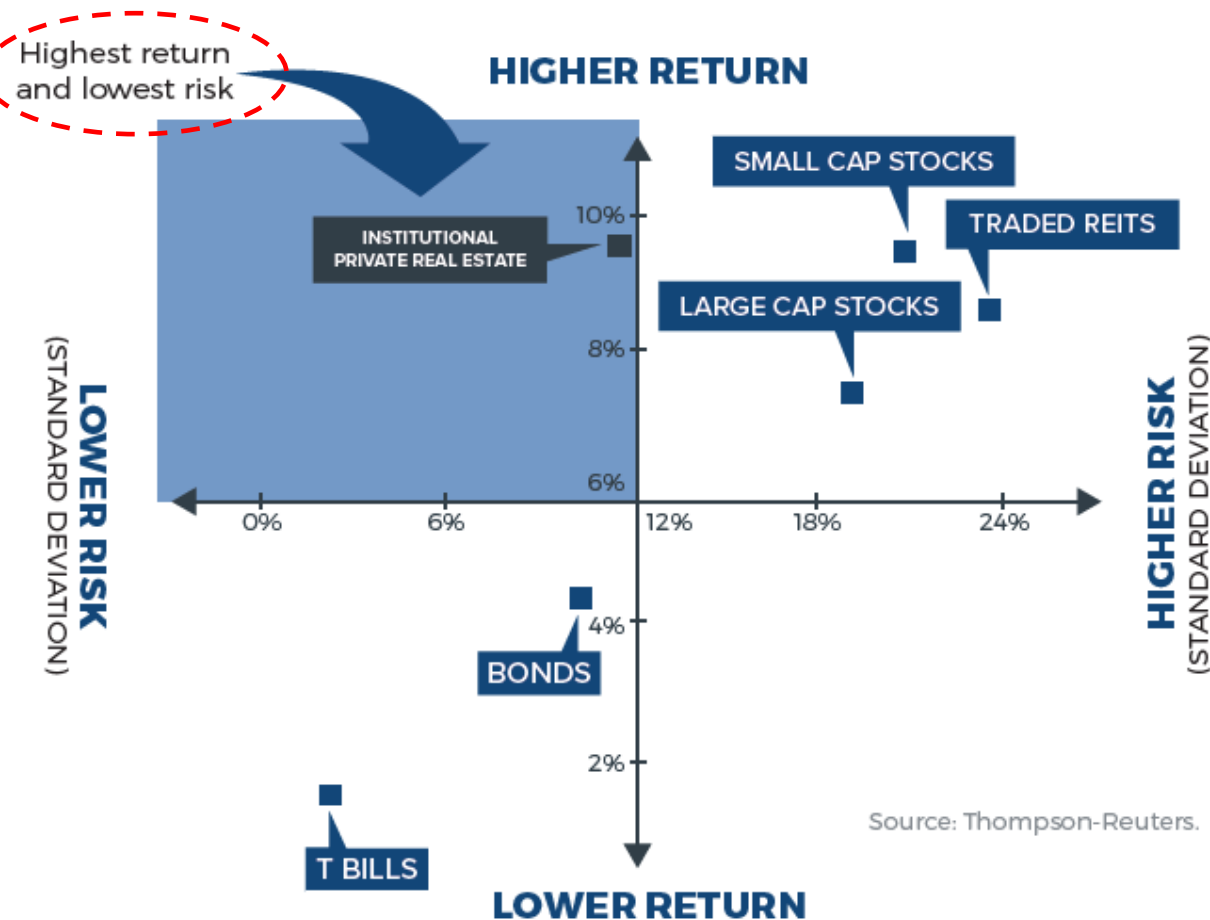 Highest return
and lowest risk
HIGHER RETURN
SMALL CAP STOCKS
TRADED REITS
10%
INSTITUTIONAL
PRIVATE REAL ESTATE
LARGE CAP STOCKS
8%
LOWER RISK
(STANDARD DEVIATION)
HIGHER RISK
(STANDARD DEVIATION)
6%
0%
6%
12%
18%
24%
4%
BONDS
2%
T BILLS
Source: Thompson-Reuters.
LOWER RETURN